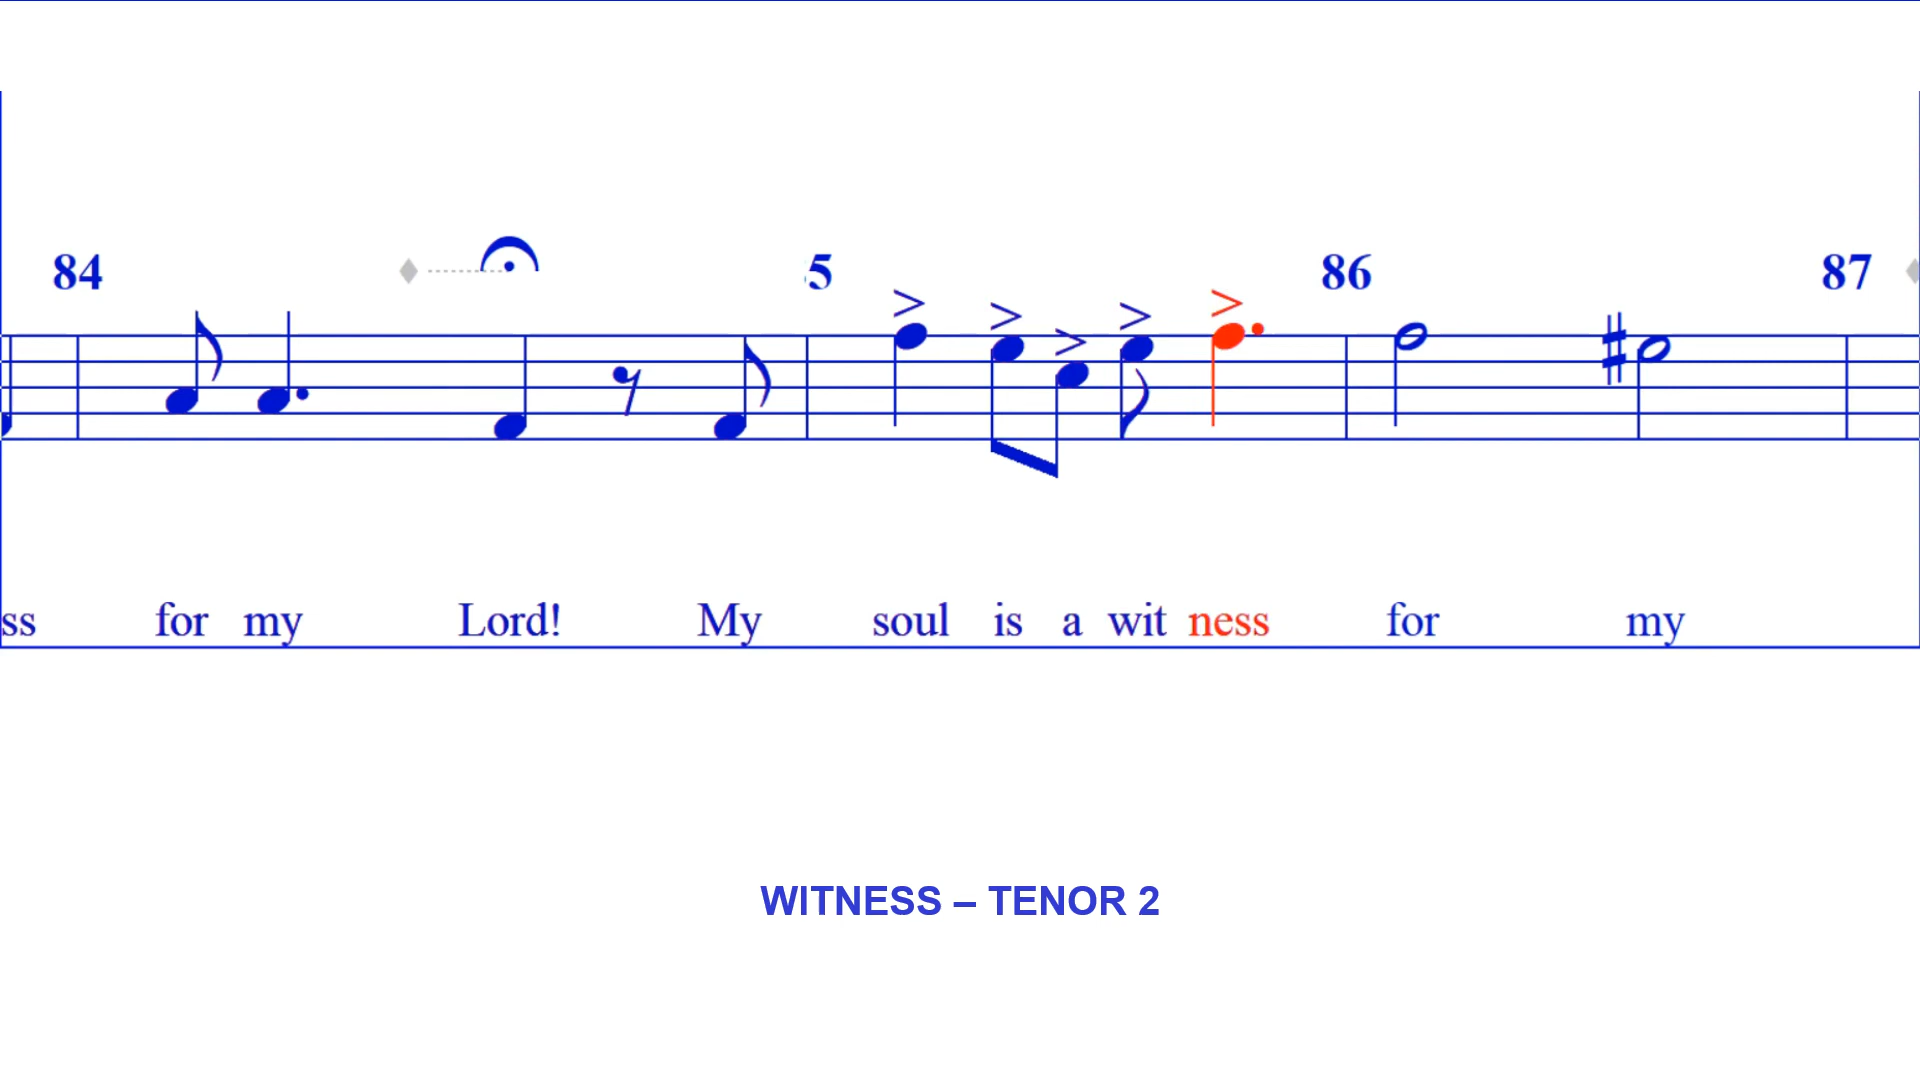 84 5 86 87
ss for my Lord! My soul is a wit ness for my
WITNESS – TENOR 2